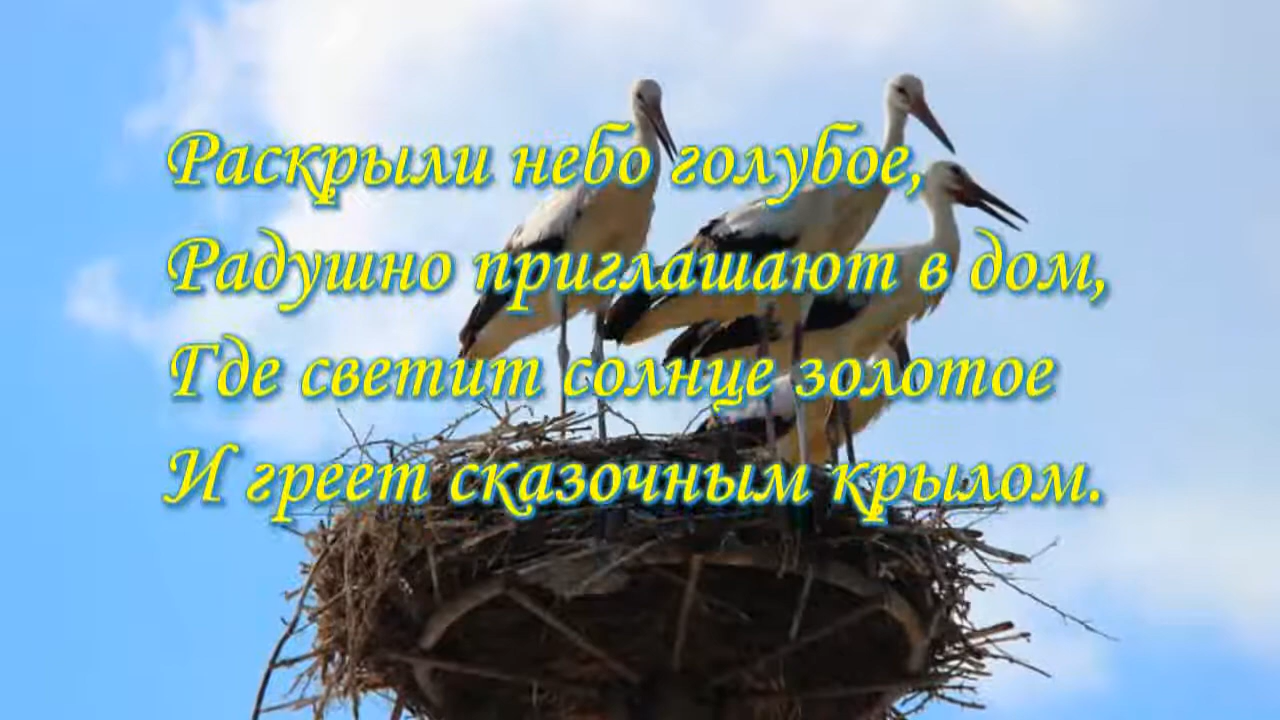 Раскрыли небо голубое,
Радушно приглашают в дом,
Где светит солнце золотое
И греет сказочным крылом.